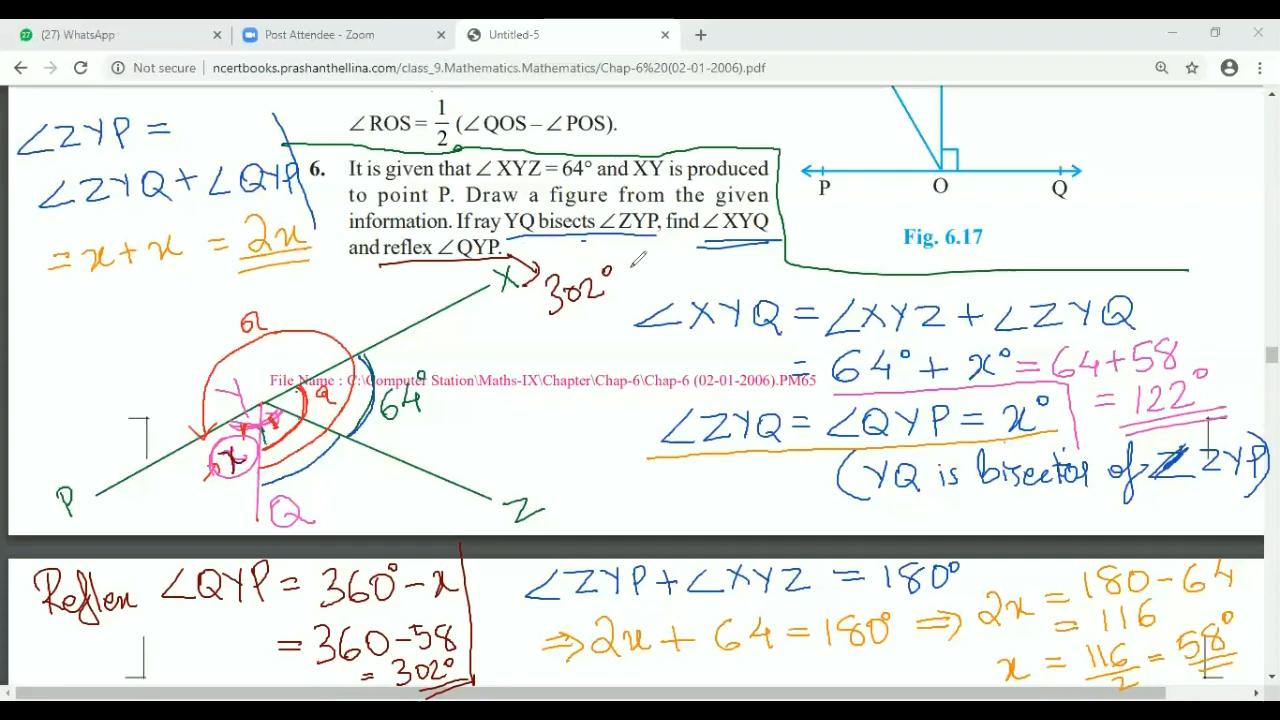 (27) WhatsApp
Post Attendee - Zoom
Untitled-5
Not secure
ncertbooks.prashanthellina.com/class_9.Mathematics.Mathematics/Chap-6%20(02-01-2006).pdf
∠ROS = 1/2 (∠QOS – ∠POS).
6. It is given that ∠ XYZ = 64° and XY is produced
to point P. Draw a figure from the given
information. If ray YQ bisects ∠ZYP, find ∠XYQ
and reflex ∠QYP.
P
O
Q
Fig. 6.17
∠ZYP =
∠ZYQ + ∠QYP
= x + x = 2x
302°
X
Y
64°
x
P
Q
Z
File Name : C:\Computer Station\Maths-IX\Chapter\Chap-6\Chap-6 (02-01-2006).PM65
∠XYQ = ∠XYZ + ∠ZYQ
= 64° + x° = 64+58
= 122°
∠ZYQ = ∠QYP = x°
(YQ is bisector of ∠ZYP)
Reflex ∠QYP = 360° - x
= 360-58
= 302°
∠ZYP + ∠XYZ = 180°
⇒ 2x + 64 = 180° ⇒ 2x = 180-64
= 116
x = 116/2 = 58°